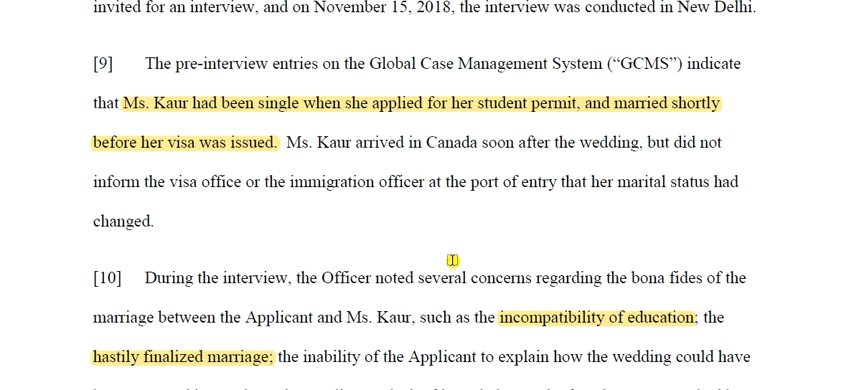 invited for an interview, and on November 15, 2018, the interview was conducted in New Delhi.
[9] The pre-interview entries on the Global Case Management System (“GCMS”) indicate
that Ms. Kaur had been single when she applied for her student permit, and married shortly
before her visa was issued. Ms. Kaur arrived in Canada soon after the wedding, but did not
inform the visa office or the immigration officer at the port of entry that her marital status had
changed.
[10] During the interview, the Officer noted several concerns regarding the bona fides of the
marriage between the Applicant and Ms. Kaur, such as the incompatibility of education; the
hastily finalized marriage; the inability of the Applicant to explain how the wedding could have